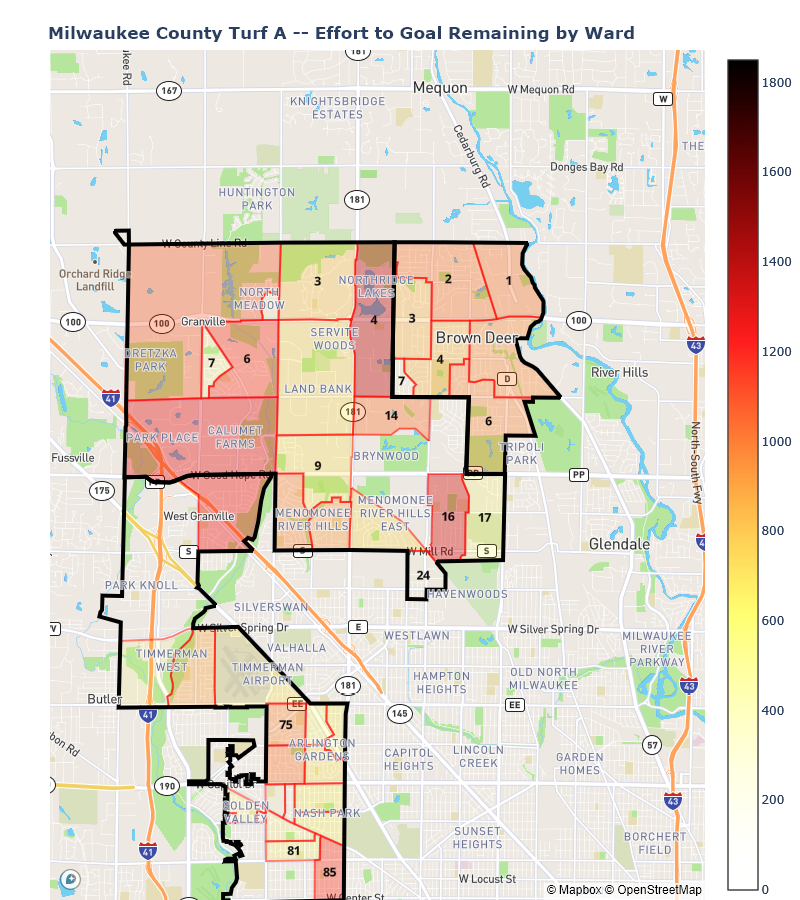 Milwaukee County Turf A -- Effort to Goal Remaining by Ward
181
167
Mequon
W Mequon Rd
W
KNIGHTSBRIDGE
ESTATES
Cedarburg Rd
THE
Donges Bay Rd
HUNTINGTON
PARK
181
W County Line Rd
Orchard Ridge
Landfill
NORTHRIDGE
LAKES
3
2
1
NORTH
MEADOW
100
100
Granville
4
3
100
SERVITE
WOODS
Brown Deer
43
DRETZKA
PARK
7
6
4
River Hills
LAND BANK
7
D
41
181
14
6
PARK PLACE
CALUMET
FARMS
TRIPOLI
PARK
North-South Fwy
Fussville
BRYNWOOD
9
W Good Hope Rd
PP
PP
PP
175
West Granville
MENOMONEE
RIVER HILLS
MENOMONEE
RIVER HILLS
EAST
16
17
Glendale
S
S
W Mill Rd
S
24
PARK KNOLL
HAVENWOODS
SILVERSWAN
W Silver Spring Dr
E
WESTLAWN
W Silver Spring Dr
VALHALLA
MILWAUKEE
RIVER
PARKWAY
TIMMERMAN
WEST
TIMMERMAN
AIRPORT
HAMPTON
HEIGHTS
OLD NORTH
MILWAUKEE
181
43
Butler
EE
EE
41
145
75
57
ARLINGTON
GARDENS
CAPITOL
HEIGHTS
LINCOLN
CREEK
GARDEN
HOMES
190
W Capitol Dr
43
GOLDEN
VALLEY
NASH PARK
SUNSET
HEIGHTS
BORCHERT
FIELD
41
81
85
W Locust St
W Center St
© Mapbox © OpenStreetMap
1800
1600
1400
1200
1000
800
600
400
200
0